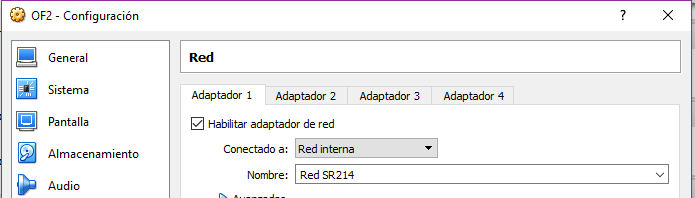 OF2 - Configuración
?
General
Sistema
Pantalla
Almacenamiento
Audio
Red
Adaptador 1 Adaptador 2 Adaptador 3 Adaptador 4
Habilitar adaptador de red
Conectado a: Red interna
Nombre: Red SR214